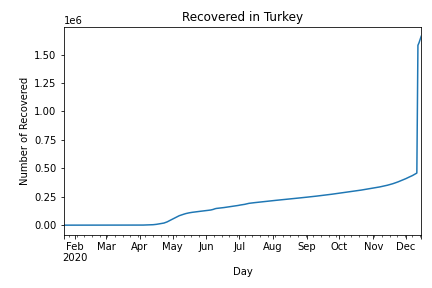 Recovered in Turkey
1e6
1.50
1.25
1.00
0.75
0.50
0.25
0.00
Number of Recovered
Feb Mar Apr May Jun Jul Aug Sep Oct Nov Dec
2020
Day